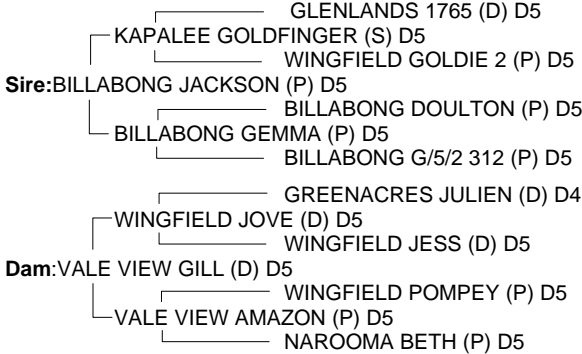 GLENLANDS 1765 (D) D5
KAPALEE GOLDFINGER (S) D5
WINGFIELD GOLDIE 2 (P) D5
Sire:BILLABONG JACKSON (P) D5
BILLABONG DOULTON (P) D5
BILLABONG GEMMA (P) D5
BILLABONG G/5/2 312 (P) D5
GREENACRES JULIEN (D) D4
WINGFIELD JOVE (D) D5
WINGFIELD JESS (D) D5
Dam:VALE VIEW GILL (D) D5
WINGFIELD POMPEY (P) D5
VALE VIEW AMAZON (P) D5
NAROOMA BETH (P) D5